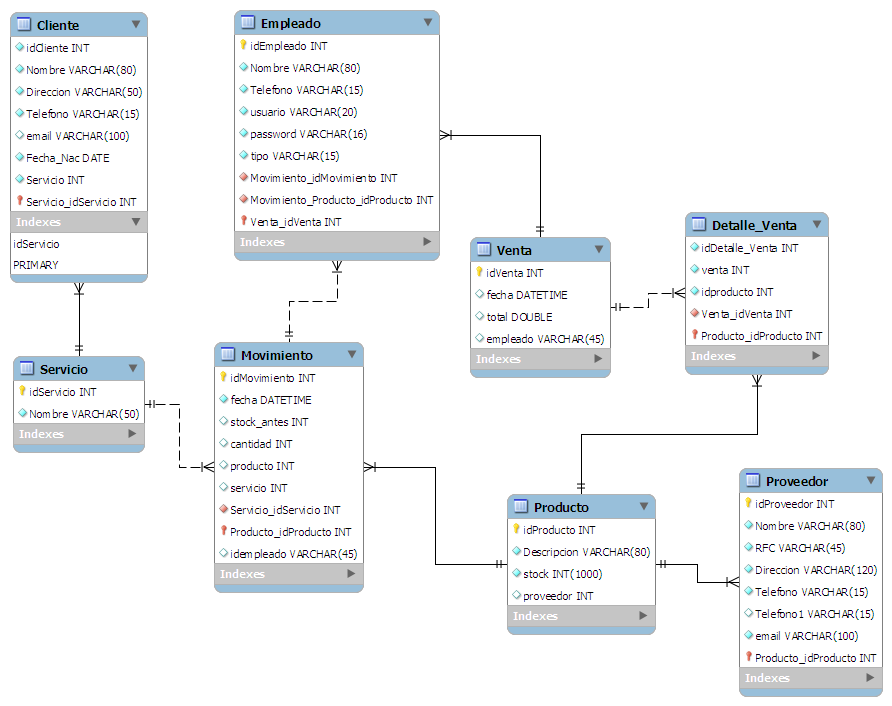 Cliente
idCliente INT
Nombre VARCHAR(80)
Direccion VARCHAR(50)
Telefono VARCHAR(15)
email VARCHAR(100)
Fecha_Nac DATE
Servicio INT
Servicio_idServicio INT
Indexes
idServicio
PRIMARY
Empleado
idEmpleado INT
Nombre VARCHAR(80)
Telefono VARCHAR(15)
usuario VARCHAR(20)
password VARCHAR(16)
tipo VARCHAR(15)
Movimiento_idMovimiento INT
Movimiento_Producto_idProducto INT
Venta_idVenta INT
Indexes
Venta
idVenta INT
fecha DATETIME
total DOUBLE
empleado VARCHAR(45)
Indexes
Detalle_Venta
idDetalle_Venta INT
venta INT
idproducto INT
Venta_idVenta INT
Producto_idProducto INT
Indexes
Servicio
idServicio INT
Nombre VARCHAR(50)
Indexes
Movimiento
idMovimiento INT
fecha DATETIME
stock_antes INT
cantidad INT
producto INT
servicio INT
Servicio_idServicio INT
Producto_idProducto INT
idempleado VARCHAR(45)
Indexes
Producto
idProducto INT
Descripcion VARCHAR(80)
stock INT(1000)
proveedor INT
Indexes
Proveedor
idProveedor INT
Nombre VARCHAR(80)
RFC VARCHAR(45)
Direccion VARCHAR(120)
Telefono VARCHAR(15)
Telefono1 VARCHAR(15)
email VARCHAR(100)
Producto_idProducto INT
Indexes